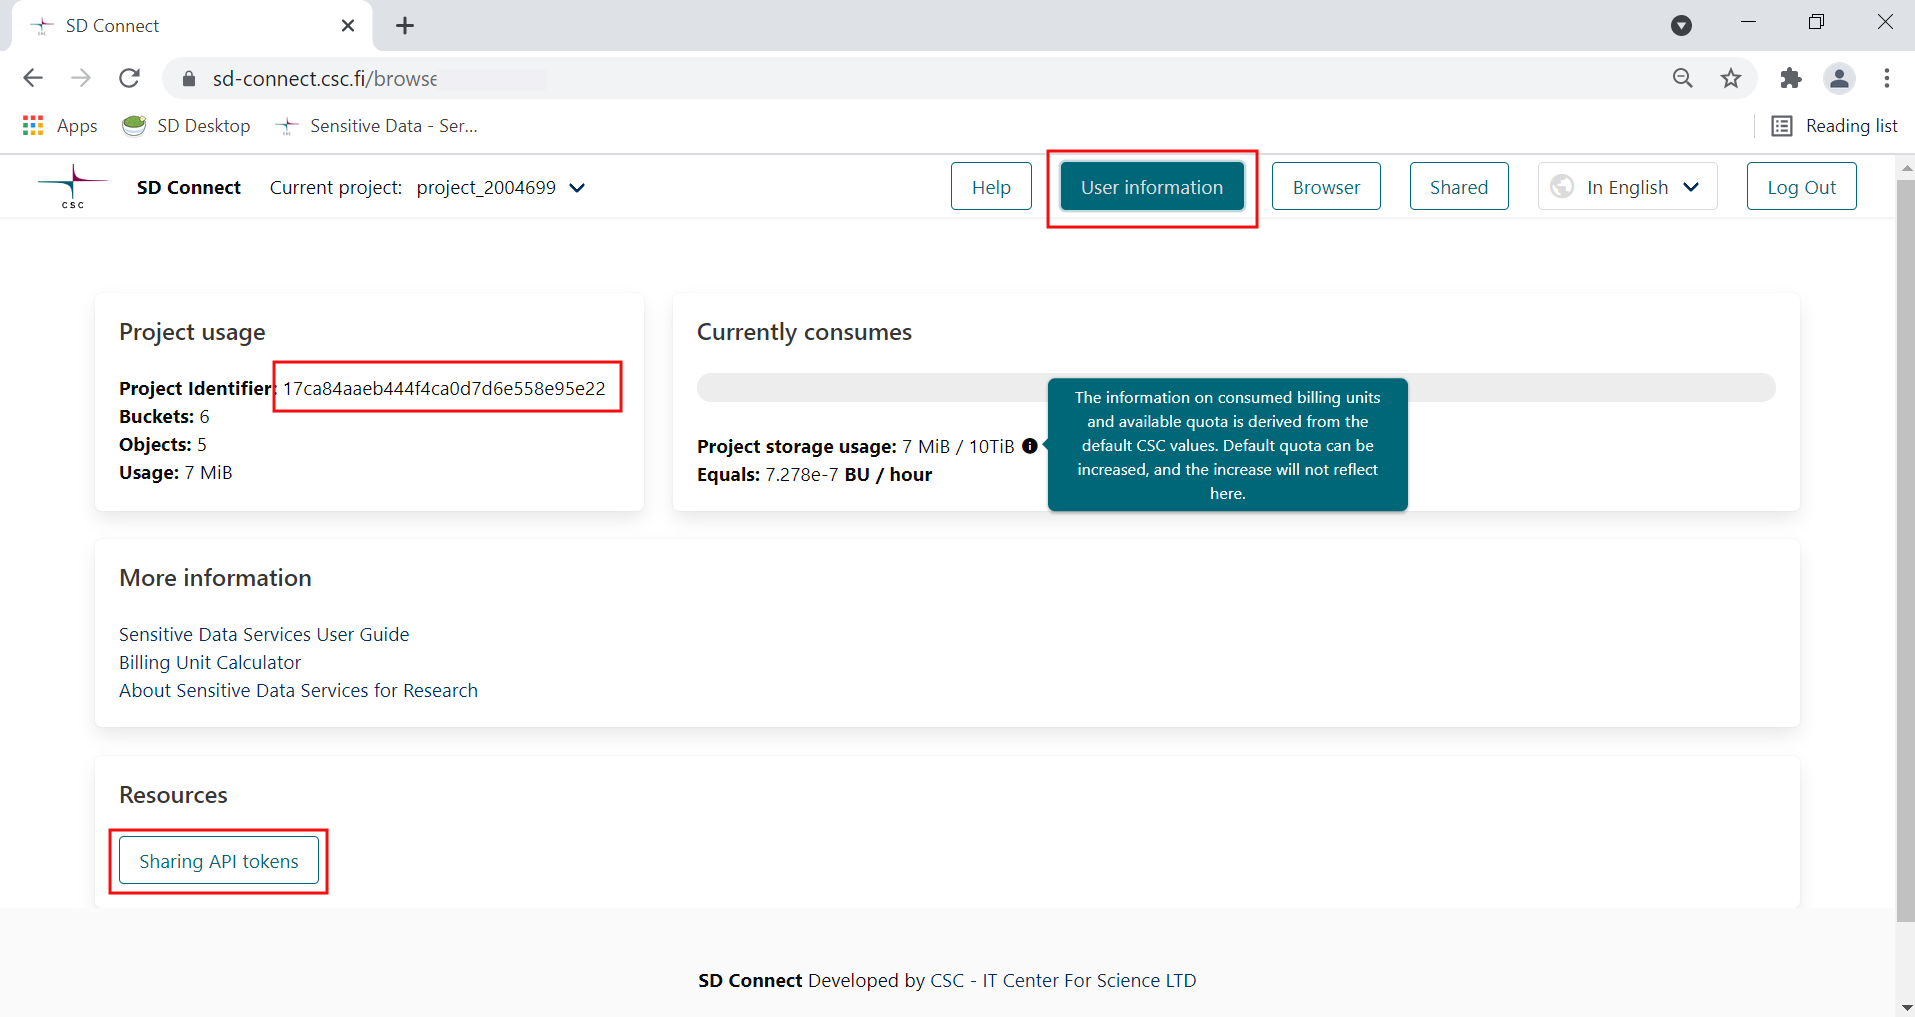 SD Connect
sd-connect.csc.fi/browse
Apps
SD Desktop
Sensitive Data - Ser...
Reading list
CSC
SD Connect
Current project: project_2004699
Help
User information
Browser
Shared
In English
Log Out
Project usage
Project Identifier: 17ca84aaeb444f4ca0d7d6e558e95e22
Buckets: 6
Objects: 5
Usage: 7 MiB
Currently consumes
Project storage usage: 7 MiB / 10TiB
Equals: 7.278e-7 BU / hour
The information on consumed billing units
and available quota is derived from the
default CSC values. Default quota can be
increased, and the increase will not reflect
here.
More information
Sensitive Data Services User Guide
Billing Unit Calculator
About Sensitive Data Services for Research
Resources
Sharing API tokens
SD Connect Developed by CSC - IT Center For Science LTD